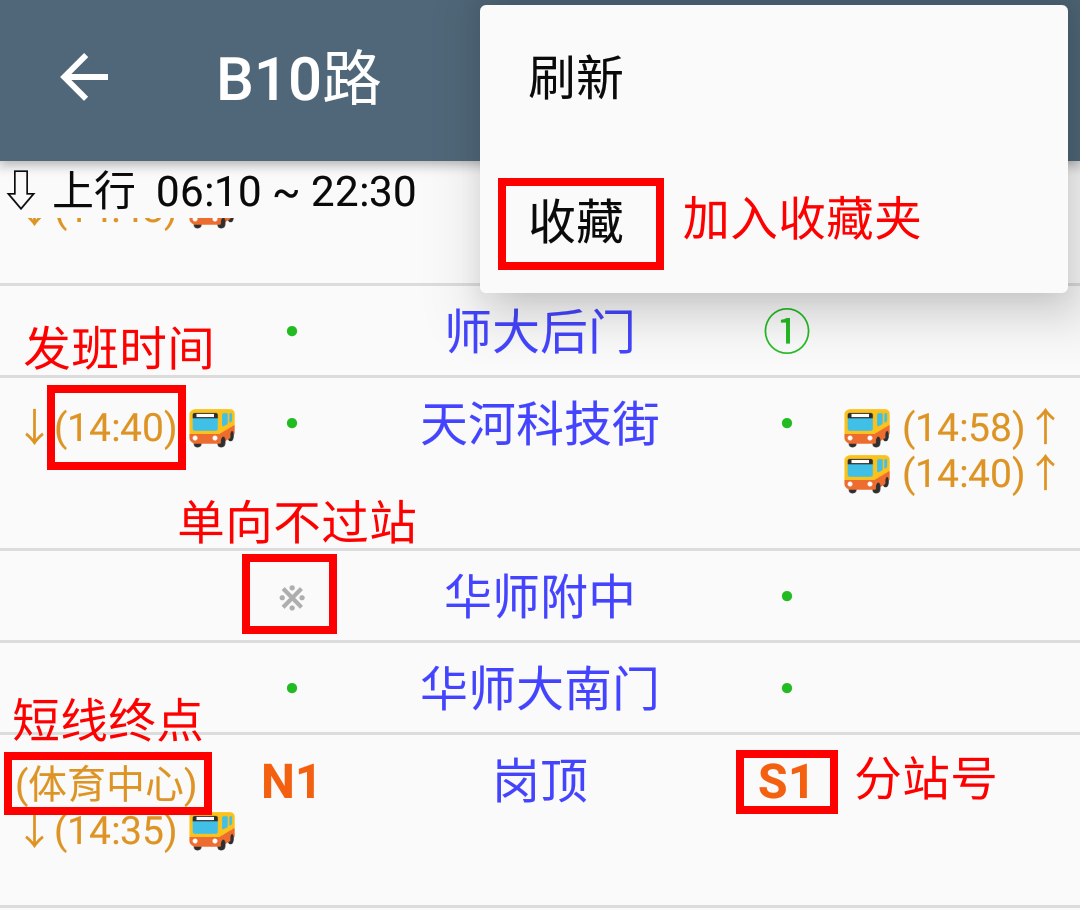 B10路
刷新
收藏 加入收藏夹
上行 06:10 ~ 22:30
师大后门 ①
发班时间
↓(14:40) 天河科技街 (14:58)↑
(14:40)↑
单向不过站
※ 华师附中
华师大南门
短线终点
(体育中心) N1 岗顶 S1 分站号
↓(14:35)